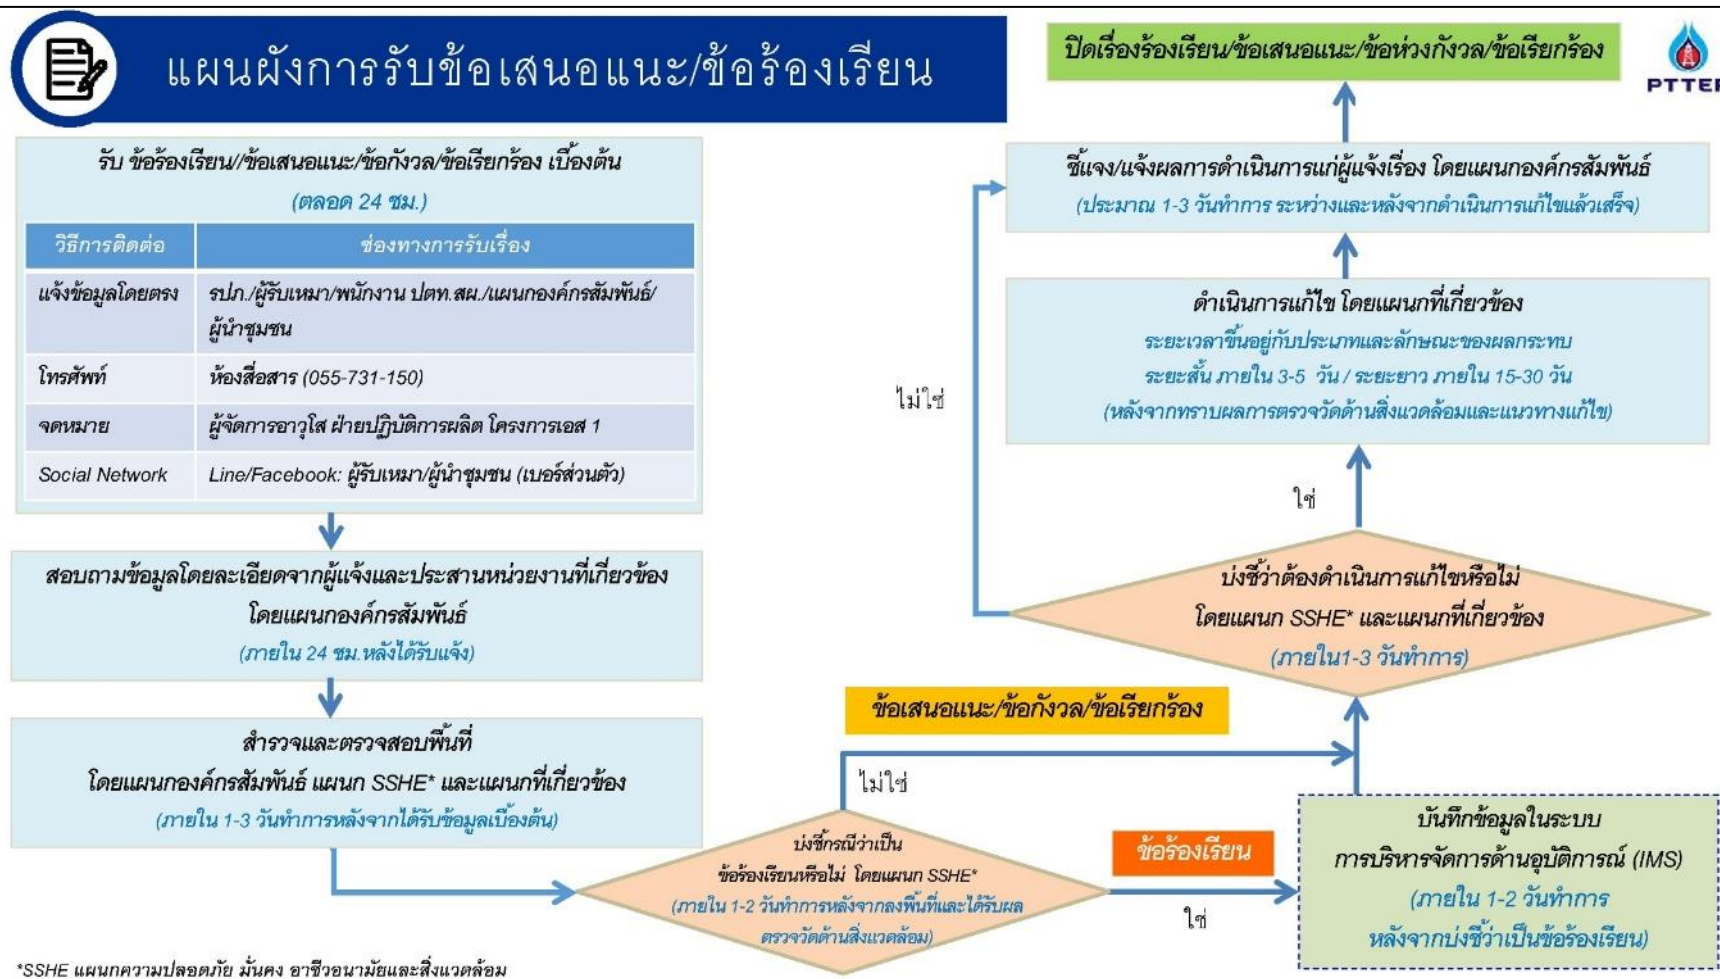 แผนผังการรับข้อเสนอแนะ/ข้อร้องเรียน
รับ ข้อร้องเรียน//ข้อเสนอแนะ/ข้อกังวล/ข้อเรียกร้อง เบื้องต้น
(ตลอด 24 ชม.)
วิธีการติดต่อ ช่องทางการรับเรื่อง
แจ้งข้อมูลโดยตรง รปภ./ผู้รับเหมา/พนักงาน ปตท.สผ./แผนกองค์กรสัมพันธ์/
ผู้นำชุมชน
โทรศัพท์ ห้องสื่อสาร (055-731-150)
จดหมาย ผู้จัดการอาวุโส ฝ่ายปฏิบัติการผลิต โครงการเอส 1
Social Network Line/Facebook: ผู้รับเหมา/ผู้นำชุมชน (เบอร์ส่วนตัว)
สอบถามข้อมูลโดยละเอียดจากผู้แจ้งและประสานหน่วยงานที่เกี่ยวข้อง
โดยแผนกองค์กรสัมพันธ์
(ภายใน 24 ชม.หลังได้รับแจ้ง)
สำรวจและตรวจสอบพื้นที่
โดยแผนกองค์กรสัมพันธ์ แผนก SSHE* และแผนกที่เกี่ยวข้อง
(ภายใน 1-3 วันทำการหลังจากได้รับข้อมูลเบื้องต้น)
บ่งชี้กรณีว่าเป็น
ข้อร้องเรียนหรือไม่ โดยแผนก SSHE*
(ภายใน 1-2 วันทำการหลังจากลงพื้นที่และได้รับผล
ตรวจวัดด้านสิ่งแวดล้อม)
ไม่ใช่
ข้อเสนอแนะ/ข้อกังวล/ข้อเรียกร้อง
ข้อร้องเรียน
ใช่
บันทึกข้อมูลในระบบ
การบริหารจัดการด้านอุบัติการณ์ (IMS)
(ภายใน 1-2 วันทำการ
หลังจากบ่งชี้ว่าเป็นข้อร้องเรียน)
บ่งชี้ว่าต้องดำเนินการแก้ไขหรือไม่
โดยแผนก SSHE* และแผนกที่เกี่ยวข้อง
(ภายใน1-3 วันทำการ)
ไม่ใช่
ใช่
ดำเนินการแก้ไข โดยแผนกที่เกี่ยวข้อง
ระยะเวลาขึ้นอยู่กับประเภทและลักษณะของผลกระทบ
ระยะสั้น ภายใน 3-5 วัน / ระยะยาว ภายใน 15-30 วัน
(หลังจากทราบผลการตรวจวัดด้านสิ่งแวดล้อมและแนวทางแก้ไข)
ชี้แจง/แจ้งผลการดำเนินการแก่ผู้แจ้งเรื่อง โดยแผนกองค์กรสัมพันธ์
(ประมาณ 1-3 วันทำการ ระหว่างและหลังจากดำเนินการแก้ไขแล้วเสร็จ)
ปิดเรื่องร้องเรียน/ข้อเสนอแนะ/ข้อห่วงกังวล/ข้อเรียกร้อง
PTTEP
*SSHE แผนกความปลอดภัย มั่นคง อาชีวอนามัยและสิ่งแวดล้อม